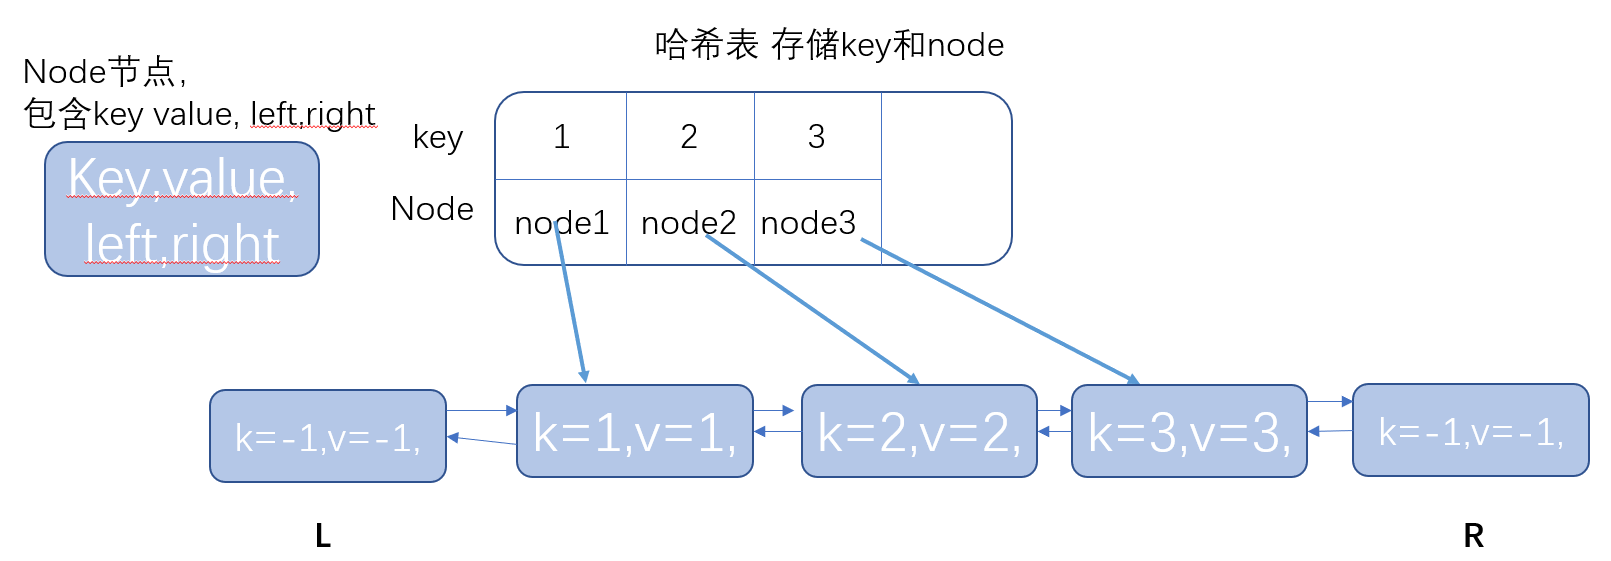 哈希表 存储key和node
Node节点,
包含key value, left,right
Key,value,
left,right
key
1
2
3
Node
node1
node2
node3
k=-1,v=-1,
k=1,v=1,
k=2,v=2,
k=3,v=3,
k=-1,v=-1,
L
R